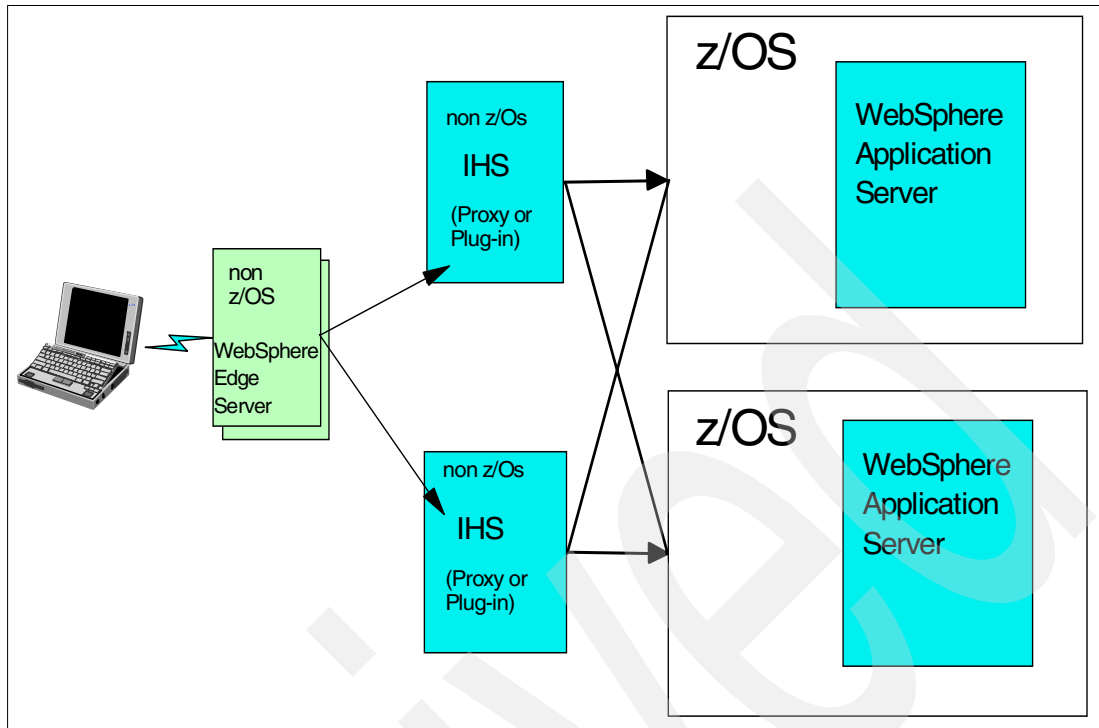 non
z/OS
WebSphere
Edge
Server
non z/Os
IHS
(Proxy or
Plug-in)
non z/Os
IHS
(Proxy or
Plug-in)
z/OS
WebSphere
Application
Server
z/OS
WebSphere
Application
Server